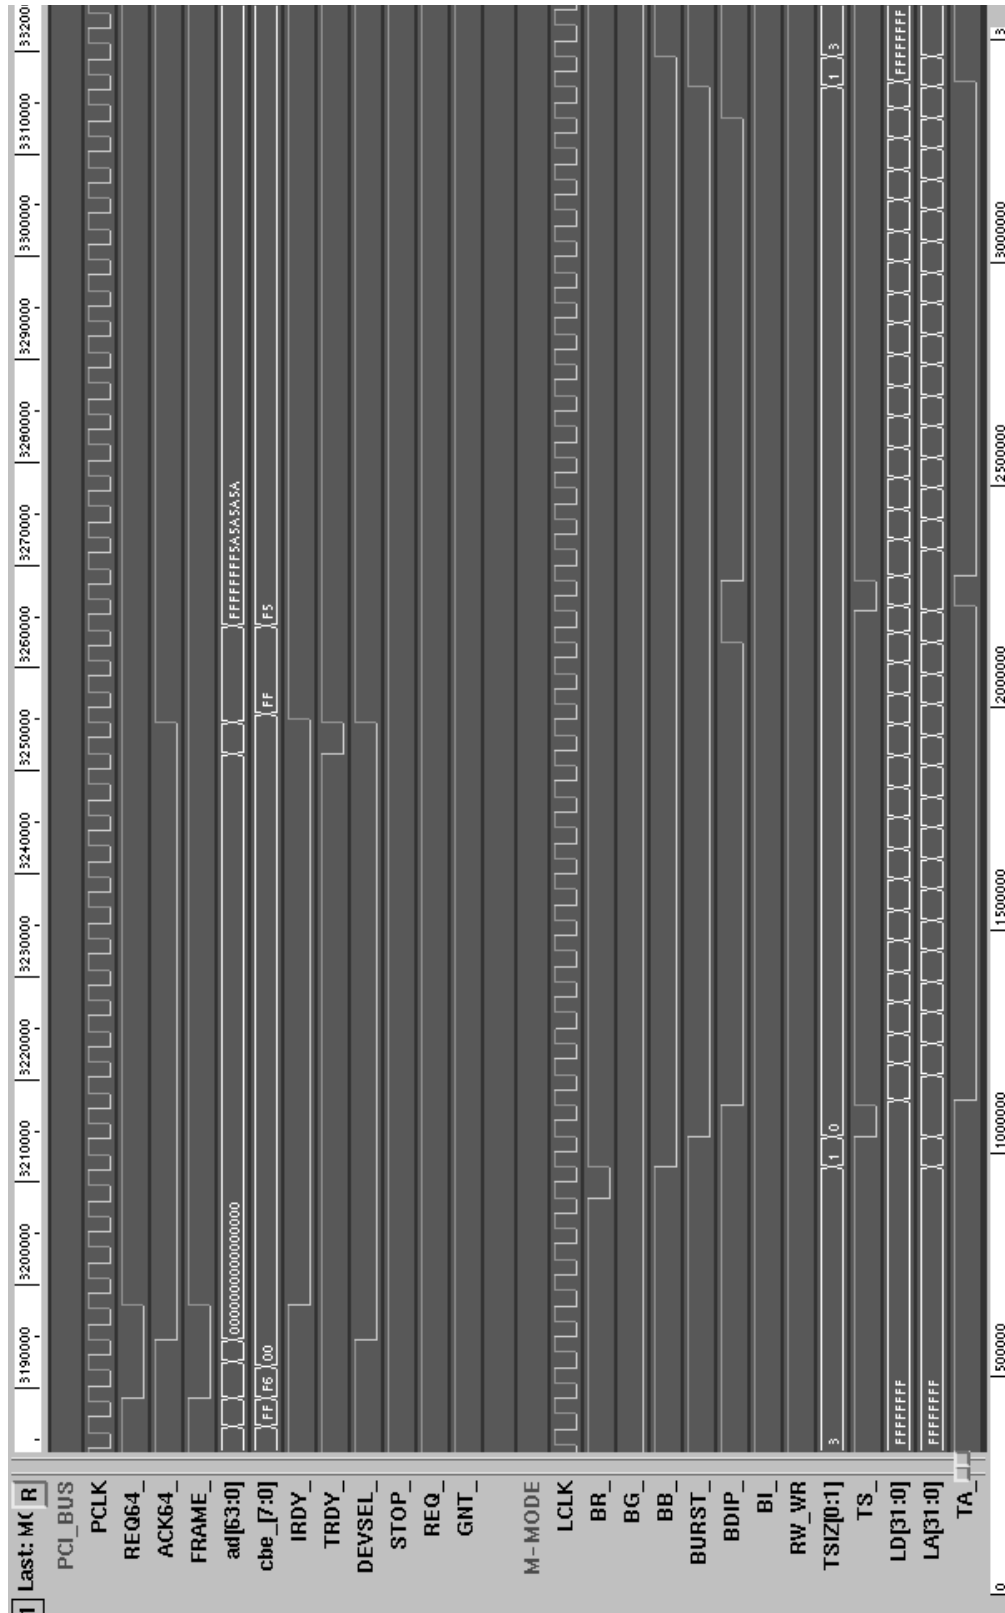 1 Last: M( R
- 3190000 - 3200000 - 3210000 - 3220000 - 3230000 - 3240000 - 3250000 - 3260000 - 3270000 - 3280000 - 3290000 - 3300000 - 3310000 - 33200
PCI_BUS
PCLK
REQ64_
ACK64_
FRAME_
ad[63:0] 0000000000000000 FFFFFFFF5A5A5A5A
cbe_[7:0] FF F6 00 FF F5
IRDY_
TRDY_
DEVSEL_
STOP_
REQ_
GNT_
M-MODE
LCLK
BR_
BG_
BB_
BURST_
BDIP_
BI_
RW_WR
TSIZ[0:1] 3 1 0 1 3
TS_
LD[31:0] FFFFFFFF FFFFFFFF
LA[31:0] FFFFFFFF
TA_
0 500000 1000000 1500000 2000000 2500000 3000000 3